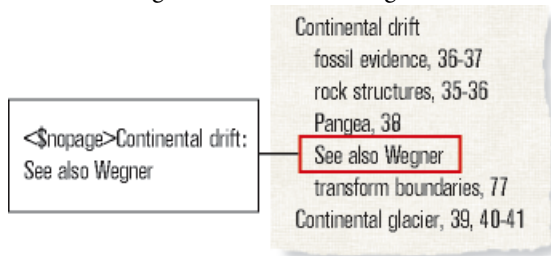 <$nopage>Continental drift:
See also Wegner
Continental drift
fossil evidence, 36-37
rock structures, 35-36
Pangea, 38
See also Wegner
transform boundaries, 77
Continental glacier, 39, 40-41